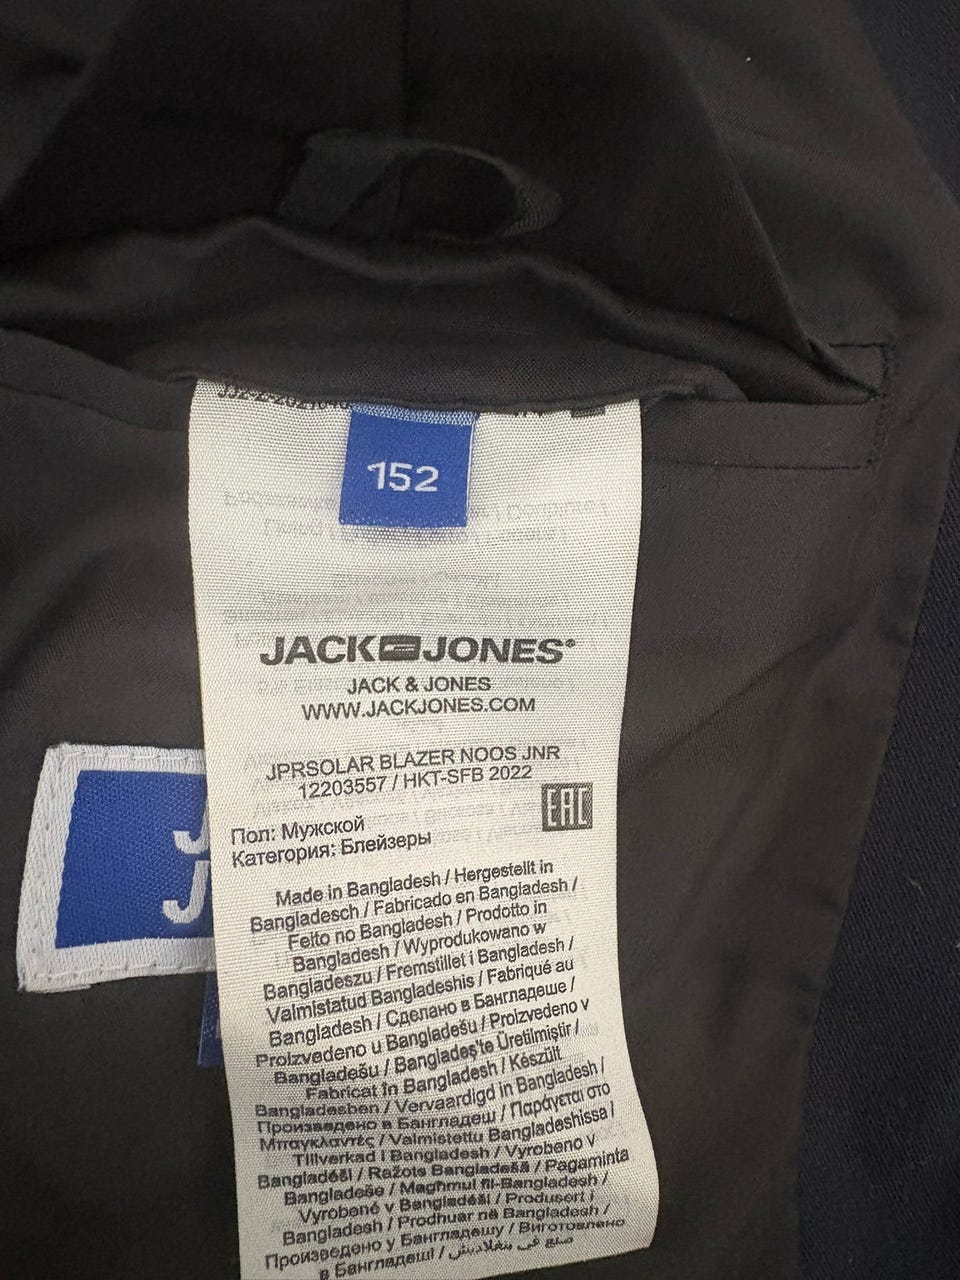 152
JACK JONES®
JACK & JONES
WWW.JACKJONES.COM
JPRSOLAR BLAZER NOOS JNR
12203557 / HKT-SFB 2022
EAC
Пол: Мужской
Категория: Блейзеры
Made in Bangladesh / Hergestellt in
Bangladesch / Fabricado en Bangladesh /
Feito no Bangladesh / Prodotto in
Bangladesh / Wyprodukowano w
Bangladeszu / Fremstillet i Bangladesh /
Valmistatud Bangladeshis / Fabriqué au
Bangladesh / Сделано в Бангладеше /
Proizvedeno u Bangladešu / Proizvedeno v
Bangladešu / Bangladeş'te Üretilmiştir /
Fabricat în Bangladesh / Készült
Bangladesben / Vervaardigd in Bangladesh /
Произведено в Бангладеш / Παράγεται στο
Μπαγκλαντές / Valmistettu Bangladeshissa /
Tillverkad i Bangladesh / Vyrobeno v
Bangladéši / Ražots Bangladešā / Pagaminta
Bangladeše / Magħmul fil-Bangladesh /
Vyrobené v Bangladéši / Produsert i
Bangladesh / Prodhuar në Bangladesh /
Произведено у Бангладешу / Виготовлено
в Бангладеші / صنع في بنغلاديش
J
J